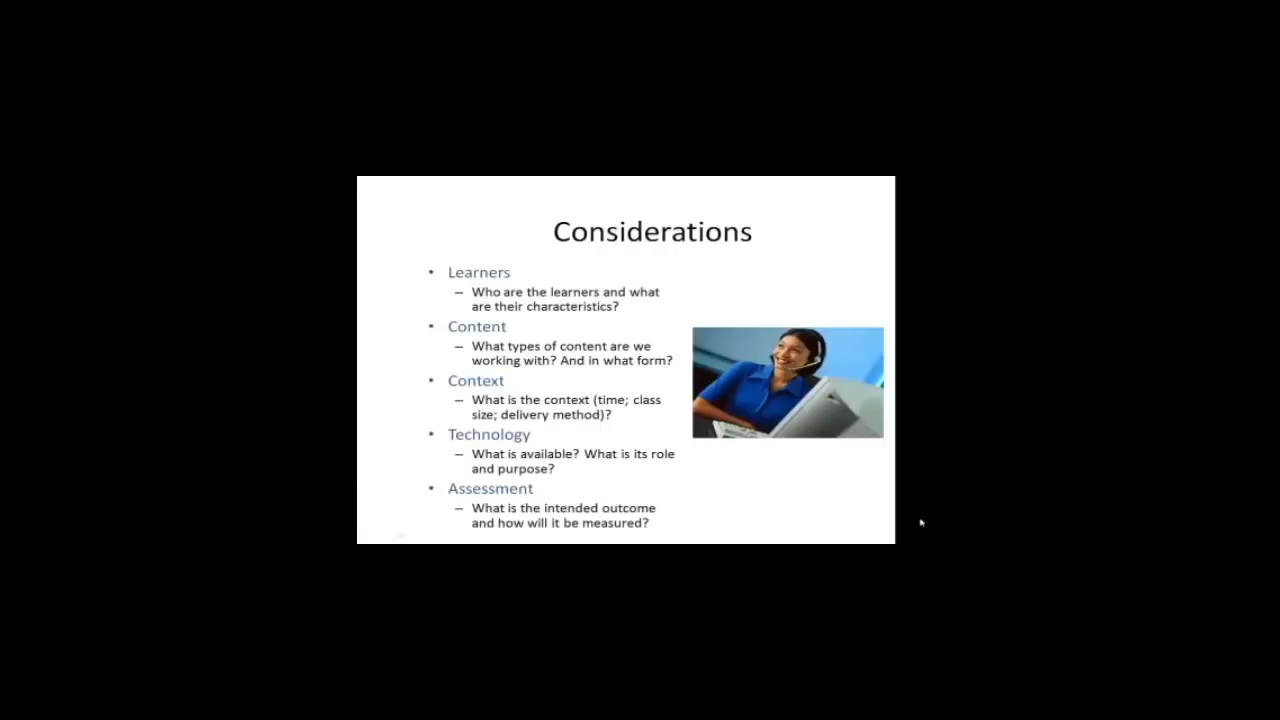 Considerations
• Learners
– Who are the learners and what
are their characteristics?
• Content
– What types of content are we
working with? And in what form?
• Context
– What is the context (time; class
size; delivery method)?
• Technology
– What is available? What is its role
and purpose?
• Assessment
– What is the intended outcome
and how will it be measured?